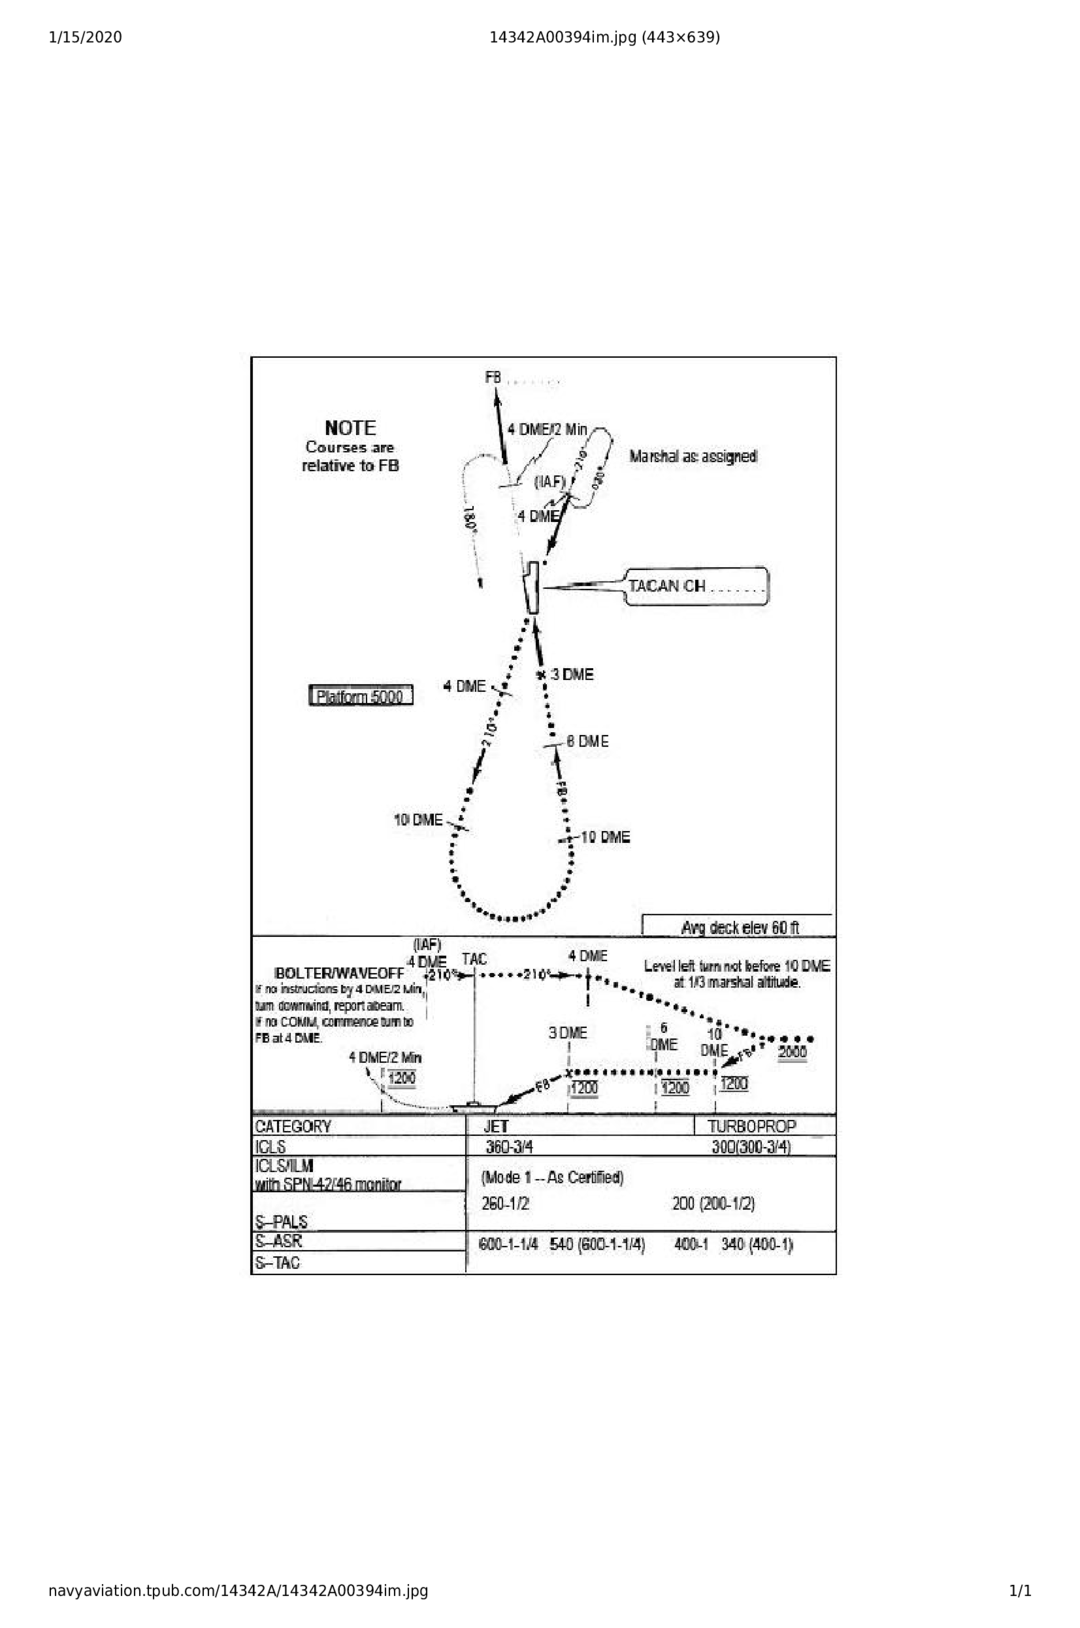 1/15/2020
14342A00394im.jpg (443×639)
FB . . . . . . .
NOTE
Courses are
relative to FB
4 DME/2 Min
Marshal as assigned
210°
030°
(IAF)
4 DME
180°
TACAN CH . . . . . . .
3 DME
4 DME
Platform 5000
210°
6 DME
FB
10 DME
10 DME
Avg deck elev 60 ft
(IAF)
4 DME
TAC
4 DME
BOLTER/WAVEOFF
If no instructions by 4 DME/2 Min,
turn downwind, report abeam.
If no COMM, commence turn to
FB at 4 DME.
210°
210°
Level left turn not before 10 DME
at 1/3 marshal altitude.
3 DME
6
DME
10
DME
FB
2000
4 DME/2 Min
1200
FB
1200
1200
1200
CATEGORY JET TURBOPROP
ICLS 360-3/4 300(300-3/4)
ICLS/ILM
with SPN-42/46 monitor
(Mode 1 -- As Certified)
260-1/2 200 (200-1/2)
S-PALS
S-ASR
600-1-1/4 540 (600-1-1/4) 400-1 340 (400-1)
S-TAC
navyaviation.tpub.com/14342A/14342A00394im.jpg
1/1